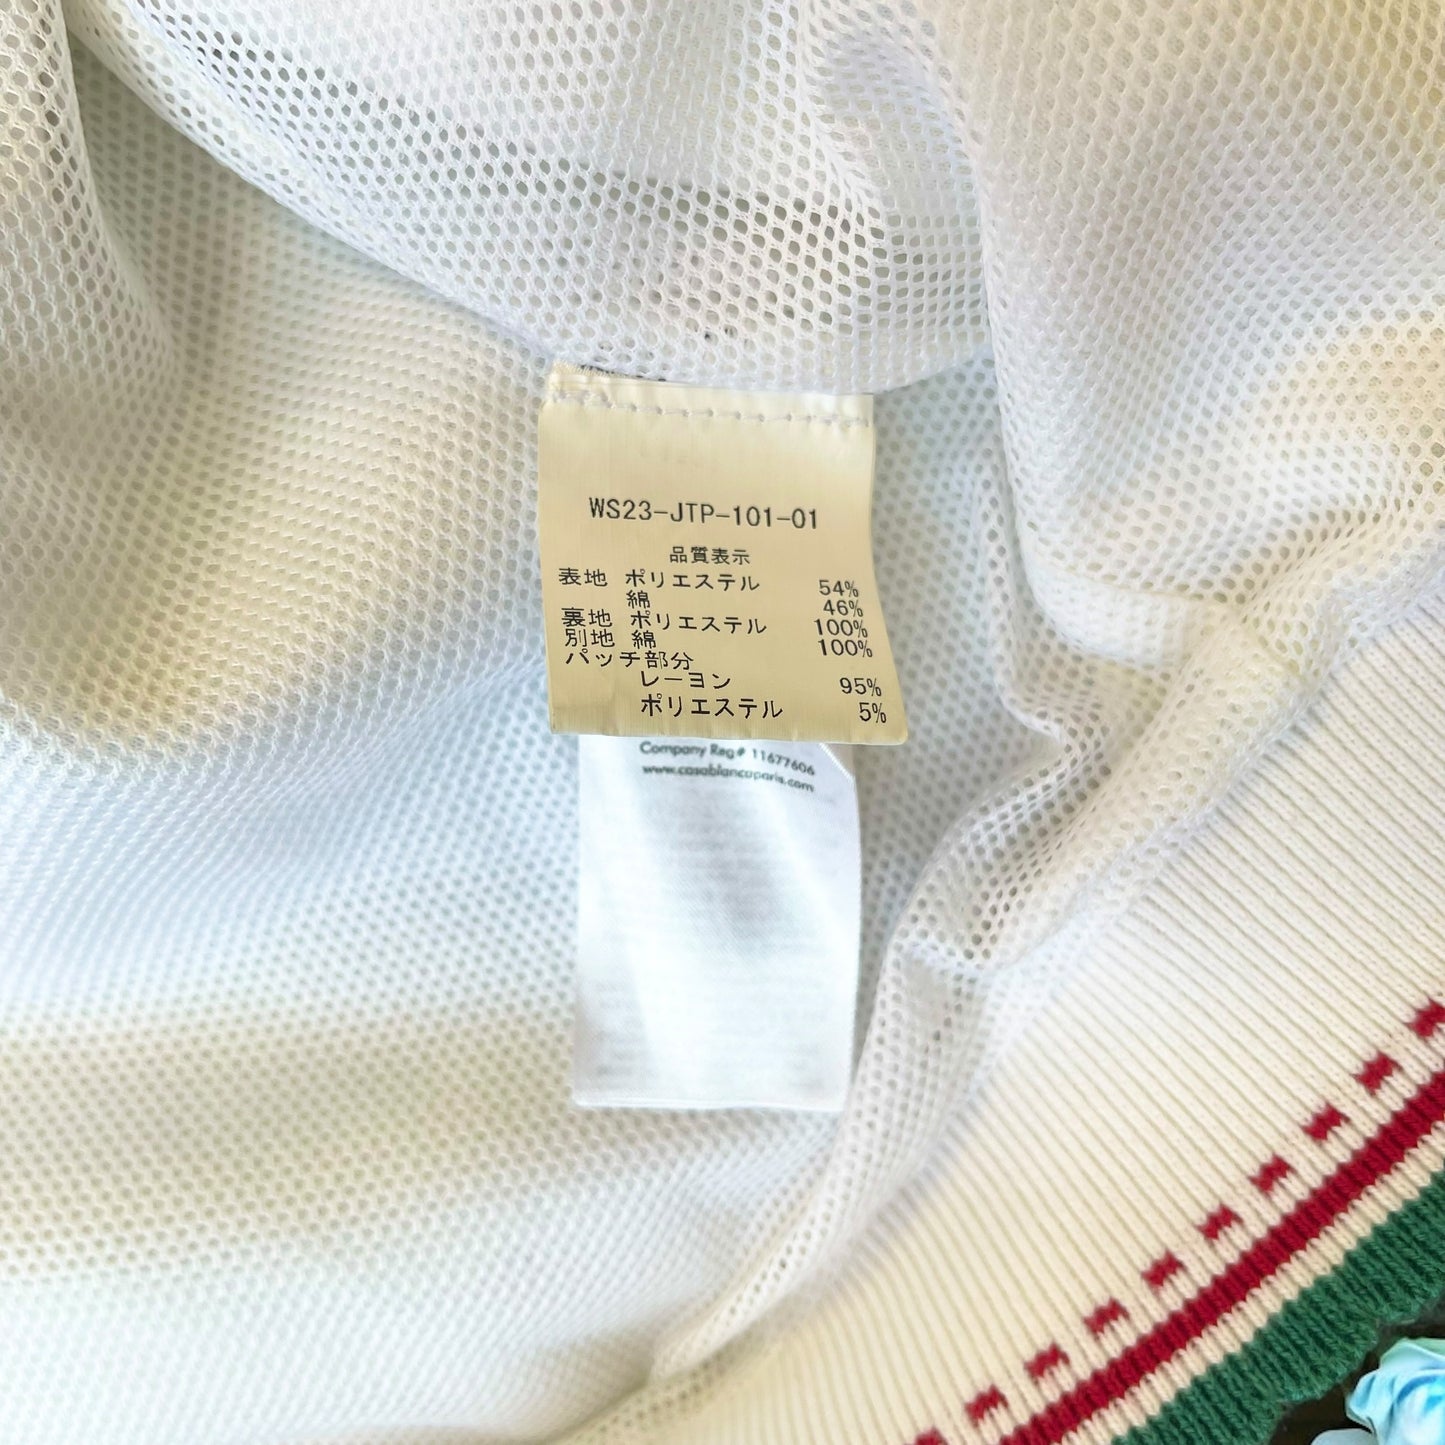 WS23-JTP-101-01
品質表示
表地 ポリエステル 54%
綿 46%
裏地 ポリエステル 100%
別地 綿 100%
パッチ部分
レーヨン 95%
ポリエステル 5%
Company Reg# 11677606
www.casablancaparis.com